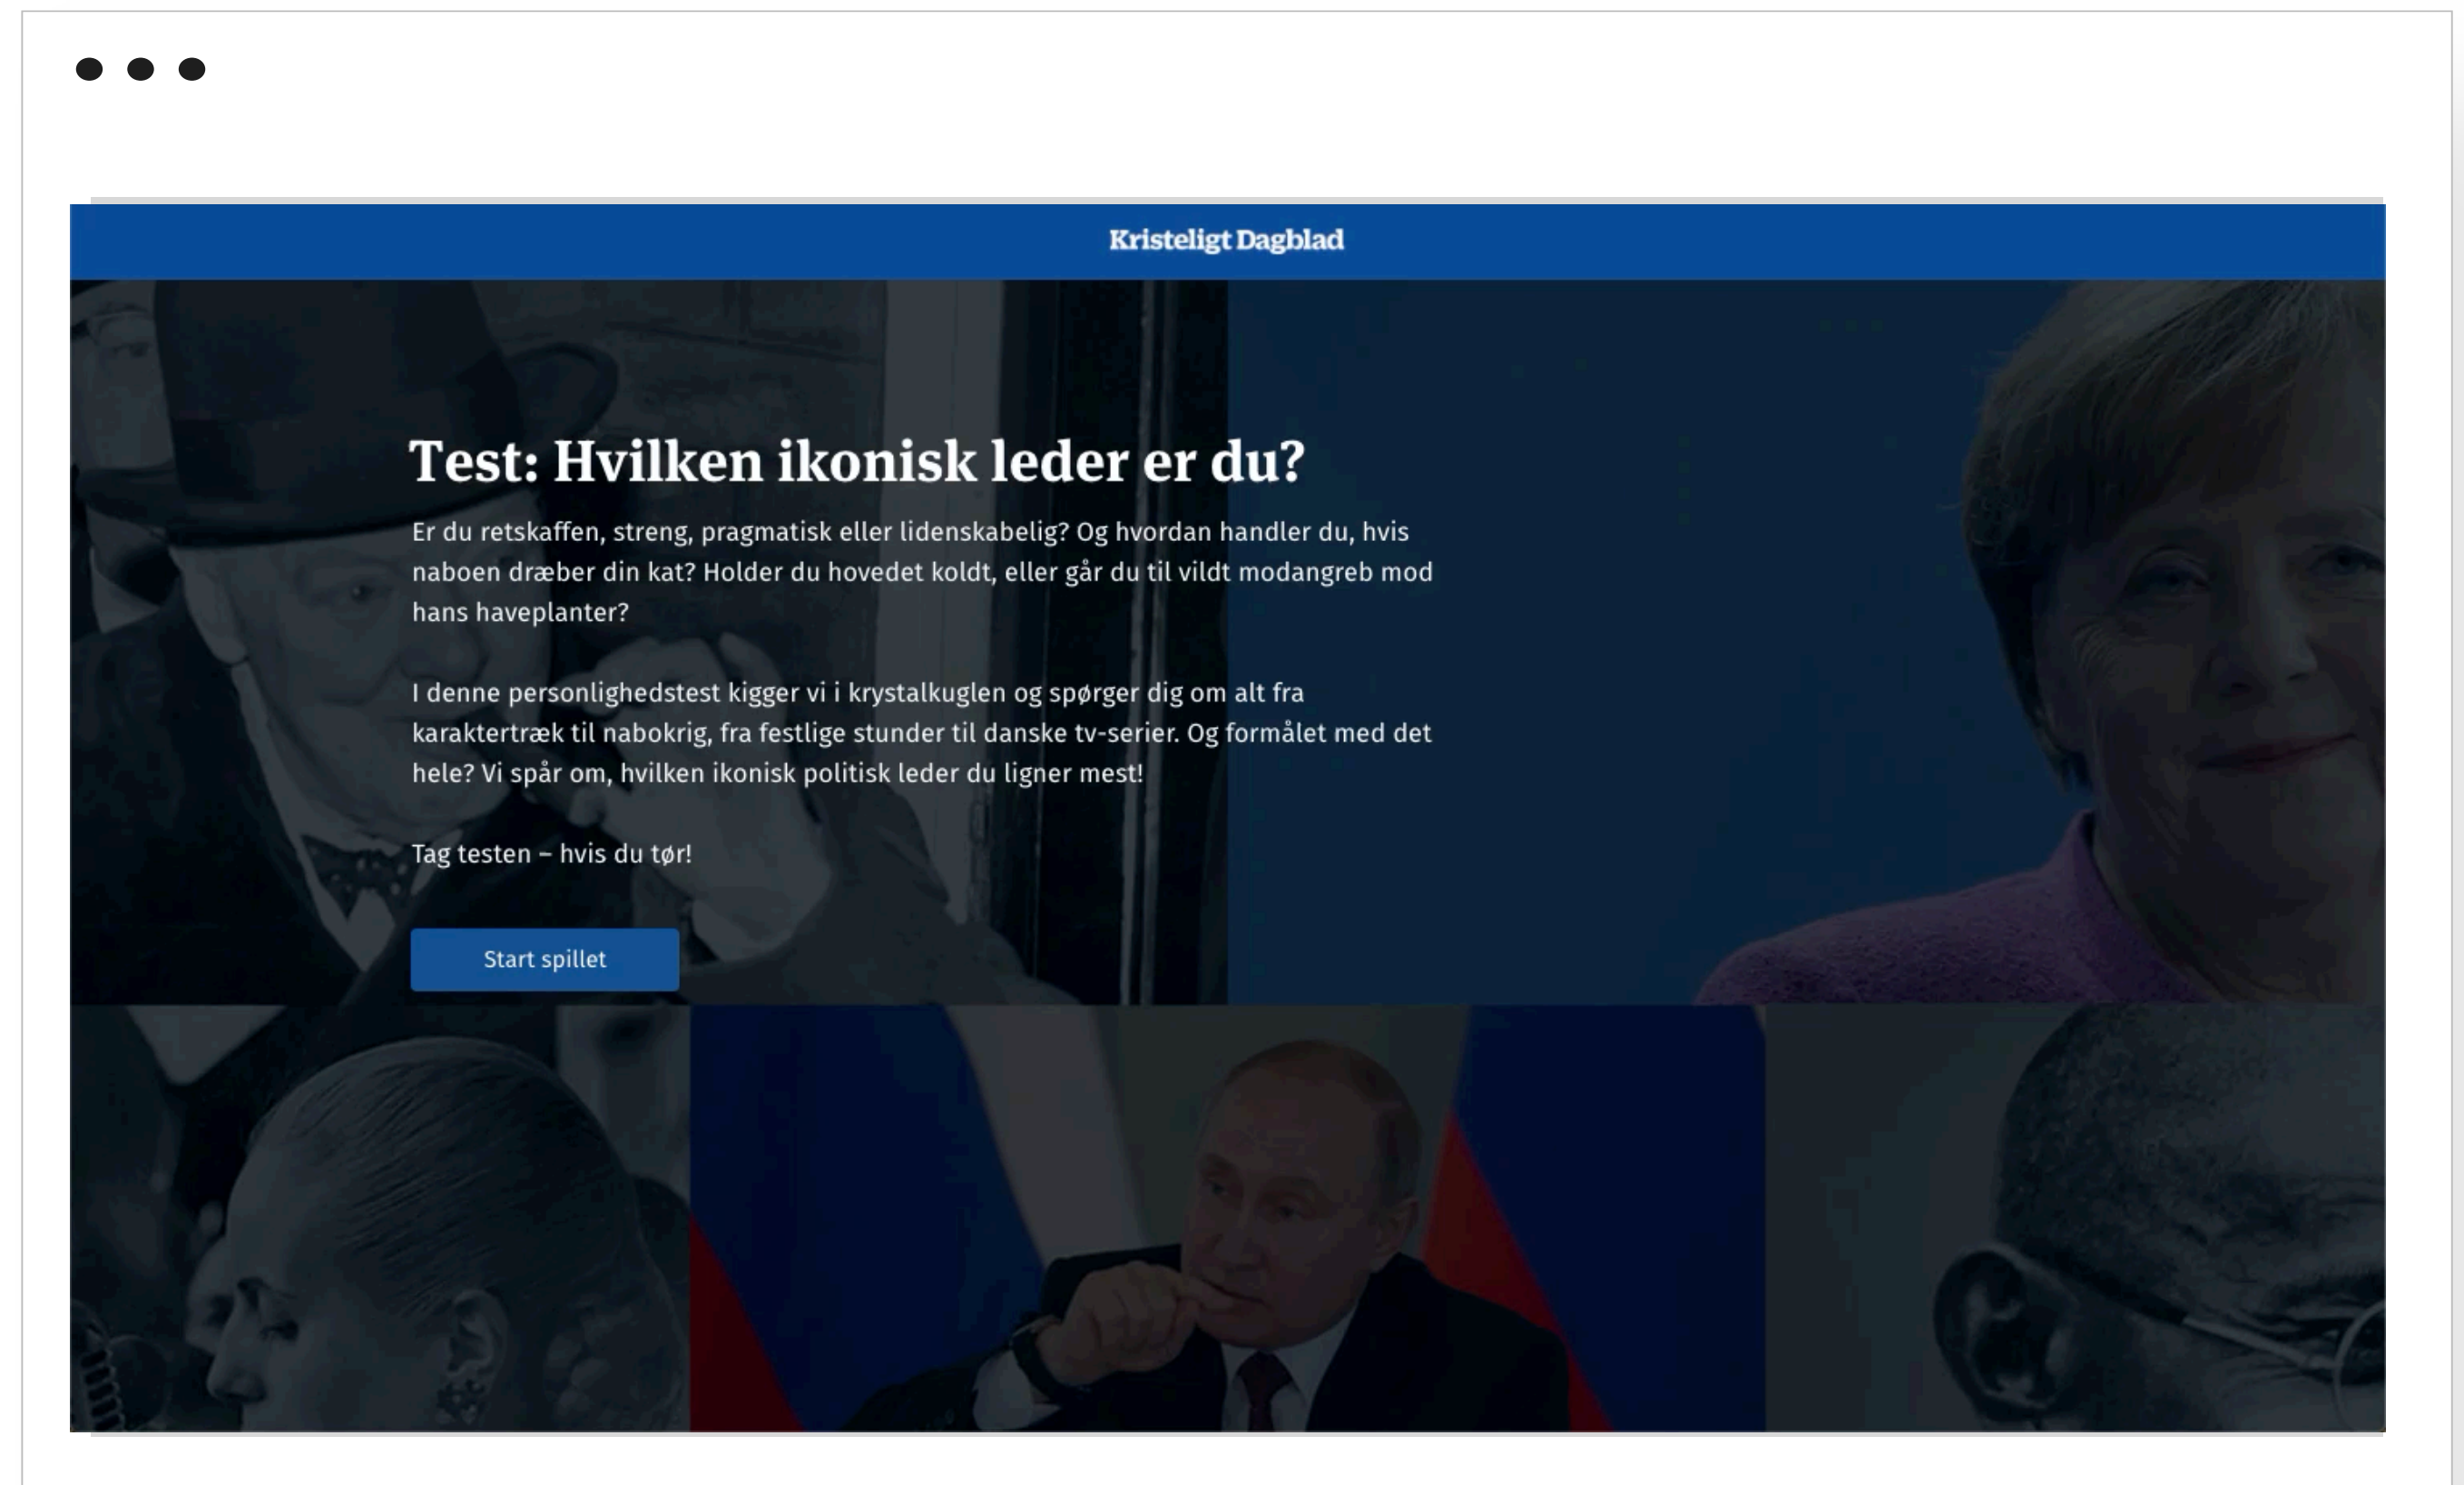 Kristeligt Dagblad
Test: Hvilken ikonisk leder er du?
Er du retskaffen, streng, pragmatisk eller lidenskabelig? Og hvordan handler du, hvis
naboen dræber din kat? Holder du hovedet koldt, eller går du til vildt modangreb mod
hans haveplanter?
I denne personlighedstest kigger vi i krystalkuglen og spørger dig om alt fra
karaktertræk til nabokrig, fra festlige stunder til danske tv-serier. Og formålet med det
hele? Vi spår om, hvilken ikonisk politisk leder du ligner mest!
Tag testen – hvis du tør!
Start spillet